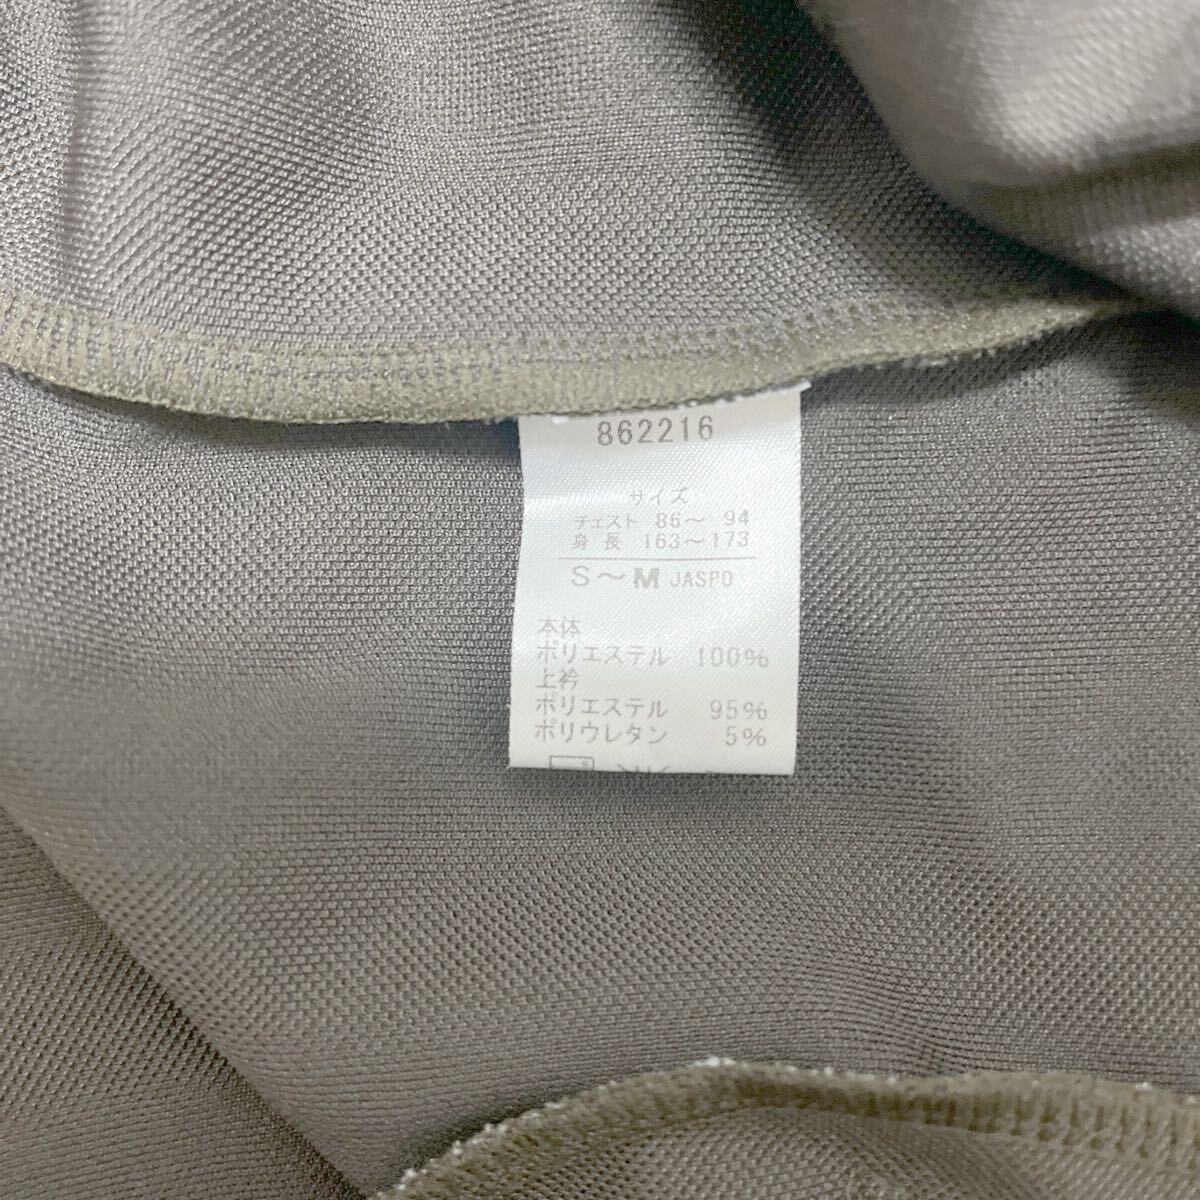 862216
サイズ
チェスト 86～ 94
身 長 163～173
S～M JASPO
本体
ポリエステル 100%
上衿
ポリエステル 95%
ポリウレタン 5%